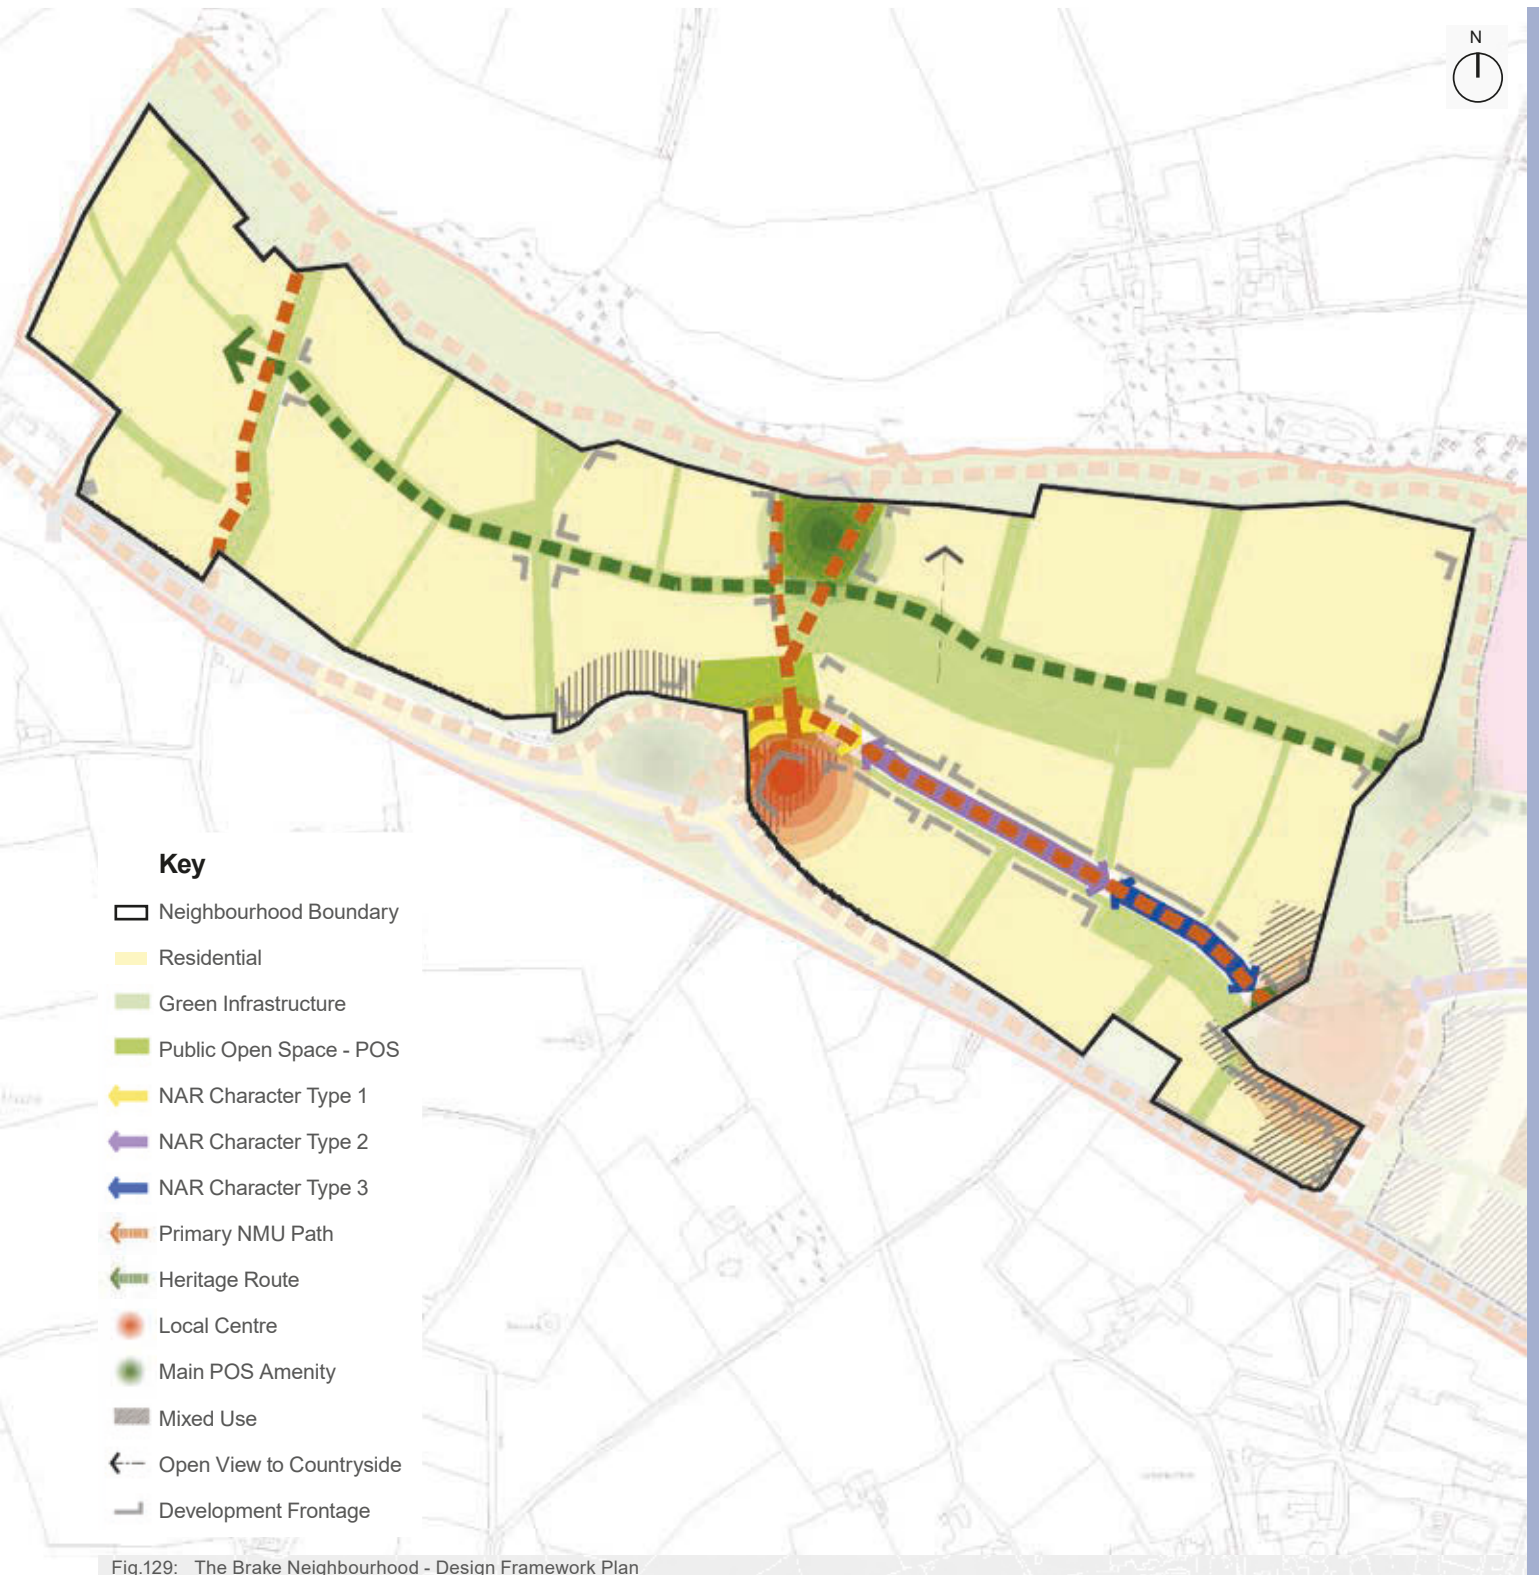 N
Key
Neighbourhood Boundary
Residential
Green Infrastructure
Public Open Space - POS
NAR Character Type 1
NAR Character Type 2
NAR Character Type 3
Primary NMU Path
Heritage Route
Local Centre
Main POS Amenity
Mixed Use
Open View to Countryside
Development Frontage
Fig.129: The Brake Neighbourhood - Design Framework Plan